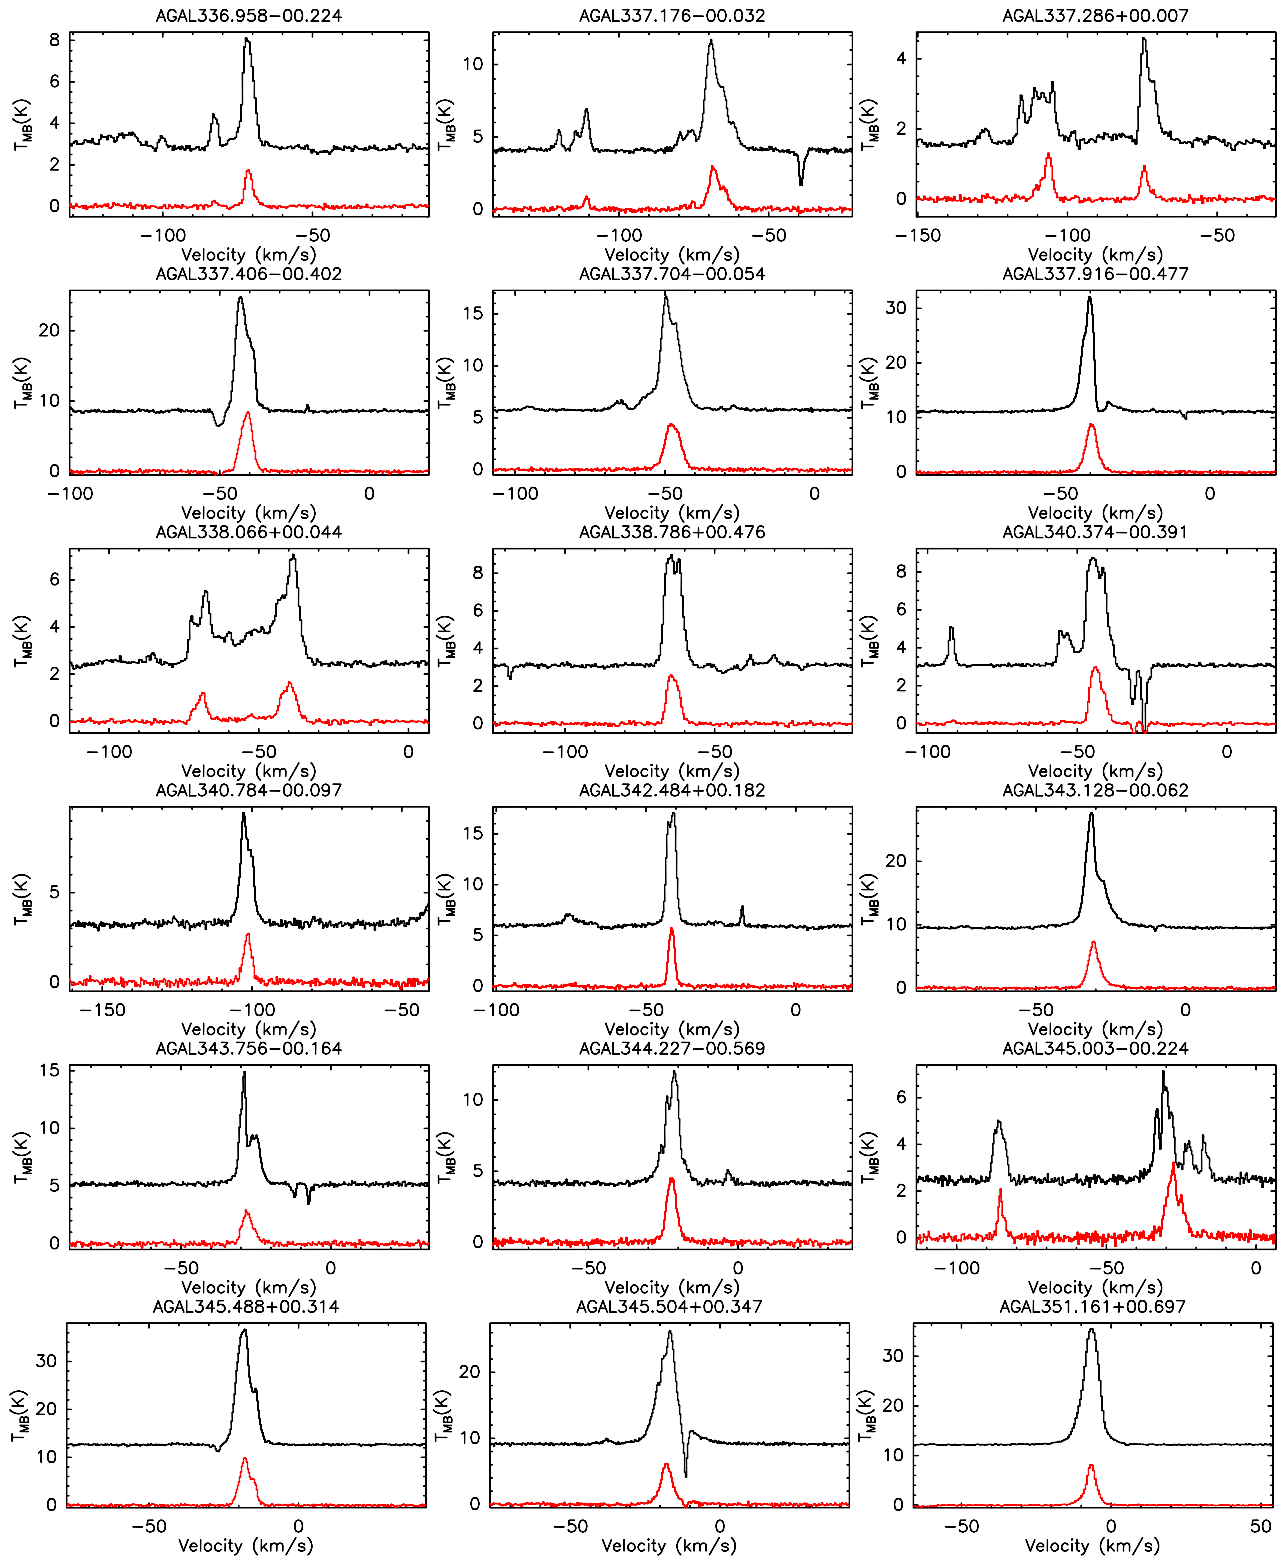 AGAL336.958−00.224 AGAL337.176−00.032 AGAL337.286+00.007
T_MB(K) 8 6 4 2 0 T_MB(K) 10 5 0 T_MB(K) 4 2 0
−100 −50 −100 −50 −150 −100 −50
Velocity (km/s) Velocity (km/s) Velocity (km/s)
AGAL337.406−00.402 AGAL337.704−00.054 AGAL337.916−00.477
T_MB(K) 20 10 0 T_MB(K) 15 10 5 0 T_MB(K) 30 20 10 0
−100 −50 0 −100 −50 0 −50 0
Velocity (km/s) Velocity (km/s) Velocity (km/s)
AGAL338.066+00.044 AGAL338.786+00.476 AGAL340.374−00.391
T_MB(K) 6 4 2 0 T_MB(K) 8 6 4 2 0 T_MB(K) 8 6 4 2 0
−100 −50 0 −100 −50 0 −100 −50 0
Velocity (km/s) Velocity (km/s) Velocity (km/s)
AGAL340.784−00.097 AGAL342.484+00.182 AGAL343.128−00.062
T_MB(K) 5 0 T_MB(K) 15 10 5 0 T_MB(K) 20 10 0
−150 −100 −50 −100 −50 0 −50 0
Velocity (km/s) Velocity (km/s) Velocity (km/s)
AGAL343.756−00.164 AGAL344.227−00.569 AGAL345.003−00.224
T_MB(K) 15 10 5 0 T_MB(K) 10 5 0 T_MB(K) 6 4 2 0
−50 0 −50 0 −100 −50 0
Velocity (km/s) Velocity (km/s) Velocity (km/s)
AGAL345.488+00.314 AGAL345.504+00.347 AGAL351.161+00.697
T_MB(K) 30 20 10 0 T_MB(K) 20 10 0 T_MB(K) 30 20 10 0
−50 0 −50 0 −50 0 50
Velocity (km/s) Velocity (km/s) Velocity (km/s)